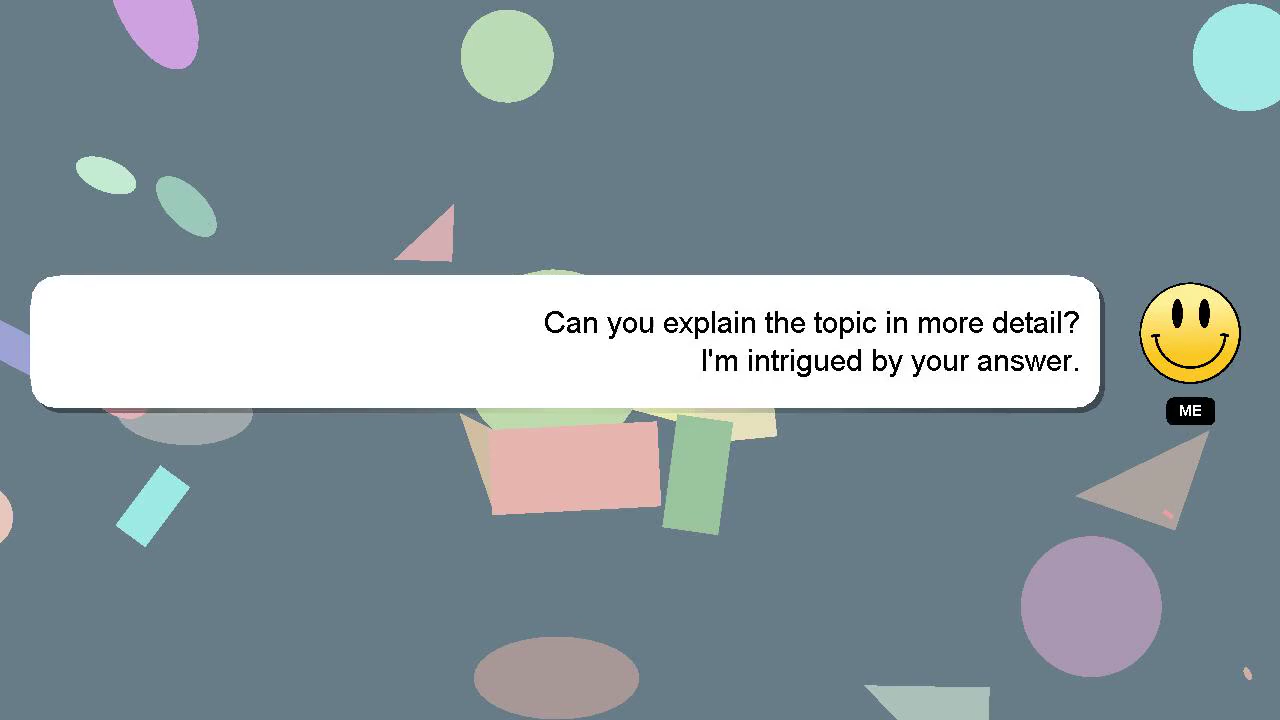 Can you explain the topic in more detail?
I'm intrigued by your answer.
ME